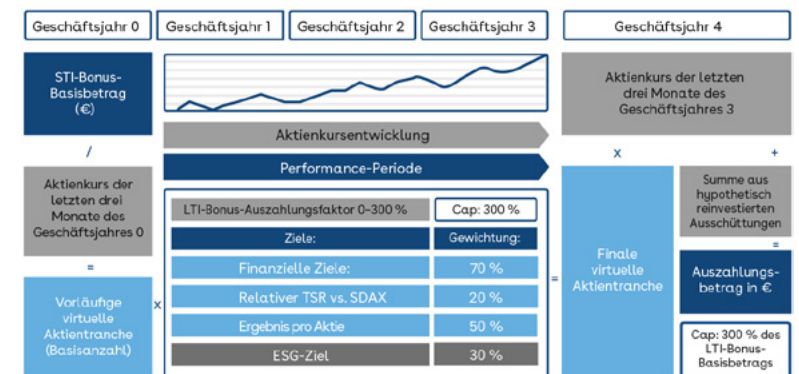 Geschäftsjahr 0
Geschäftsjahr 1
Geschäftsjahr 2
Geschäftsjahr 3
Geschäftsjahr 4
STI-Bonus-
Basisbetrag
(€)
/
Aktienkurs der
letzten drei
Monate des
Geschäftsjahres 0
=
Vorläufige
virtuelle
Aktientranche
(Basisanzahl)
x
Aktienkursentwicklung
Performance-Periode
LTI-Bonus-Auszahlungsfaktor 0–300 %
Cap: 300 %
Ziele:
Gewichtung:
Finanzielle Ziele:
70 %
Relativer TSR vs. SDAX
20 %
Ergebnis pro Aktie
50 %
ESG-Ziel
30 %
=
Aktienkurs der letzten
drei Monate des
Geschäftsjahres 3
x
+
Finale
virtuelle
Aktientranche
Summe aus
hypothetisch
reinvestierten
Ausschüttungen
=
Auszahlungs-
betrag in €
Cap: 300 % des
LTI-Bonus-
Basisbetrags